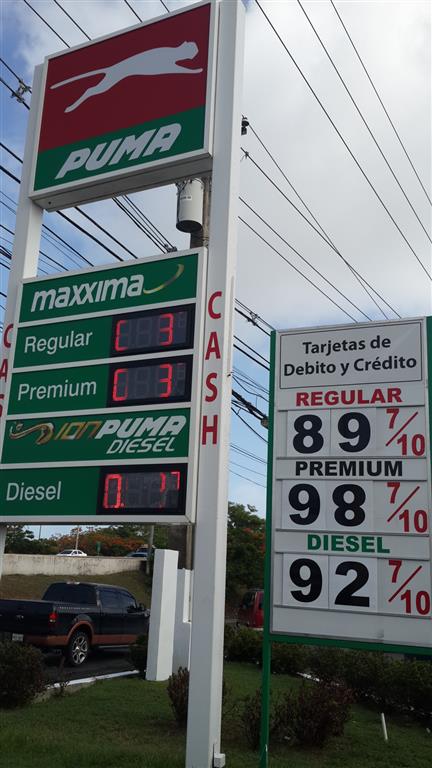 PUMA
maxxima
Regular
Premium
ION PUMA
DIESEL
Diesel
CASH
Tarjetas de
Debito y Crédito
REGULAR
89 7/10
PREMIUM
98 7/10
DIESEL
92 7/10